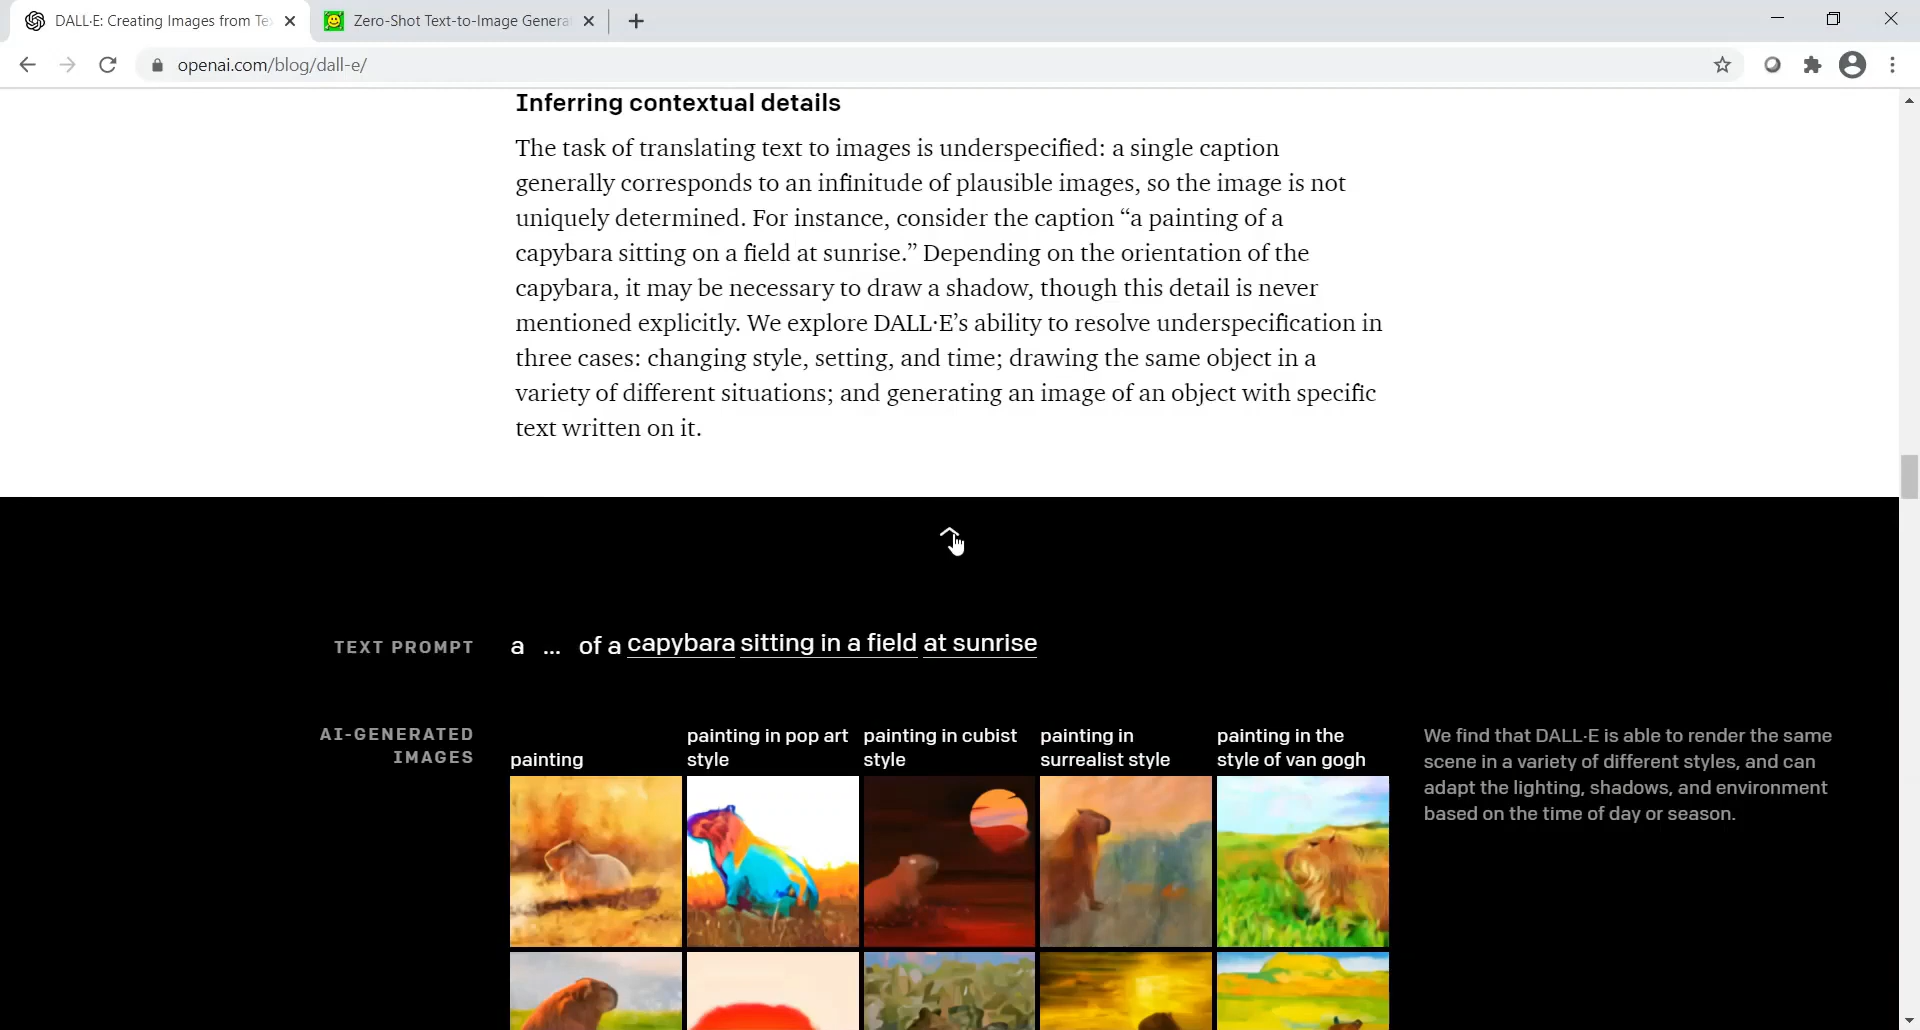 DALL·E: Creating Images from Te
Zero-Shot Text-to-Image Genera
openai.com/blog/dall-e/
Inferring contextual details
The task of translating text to images is underspecified: a single caption
generally corresponds to an infinitude of plausible images, so the image is not
uniquely determined. For instance, consider the caption “a painting of a
capybara sitting on a field at sunrise.” Depending on the orientation of the
capybara, it may be necessary to draw a shadow, though this detail is never
mentioned explicitly. We explore DALL·E’s ability to resolve underspecification in
three cases: changing style, setting, and time; drawing the same object in a
variety of different situations; and generating an image of an object with specific
text written on it.
TEXT PROMPT
a ... of a capybara sitting in a field at sunrise
AI-GENERATED
IMAGES
painting
painting in pop art
style
painting in cubist
style
painting in
surrealist style
painting in the
style of van gogh
We find that DALL·E is able to render the same
scene in a variety of different styles, and can
adapt the lighting, shadows, and environment
based on the time of day or season.